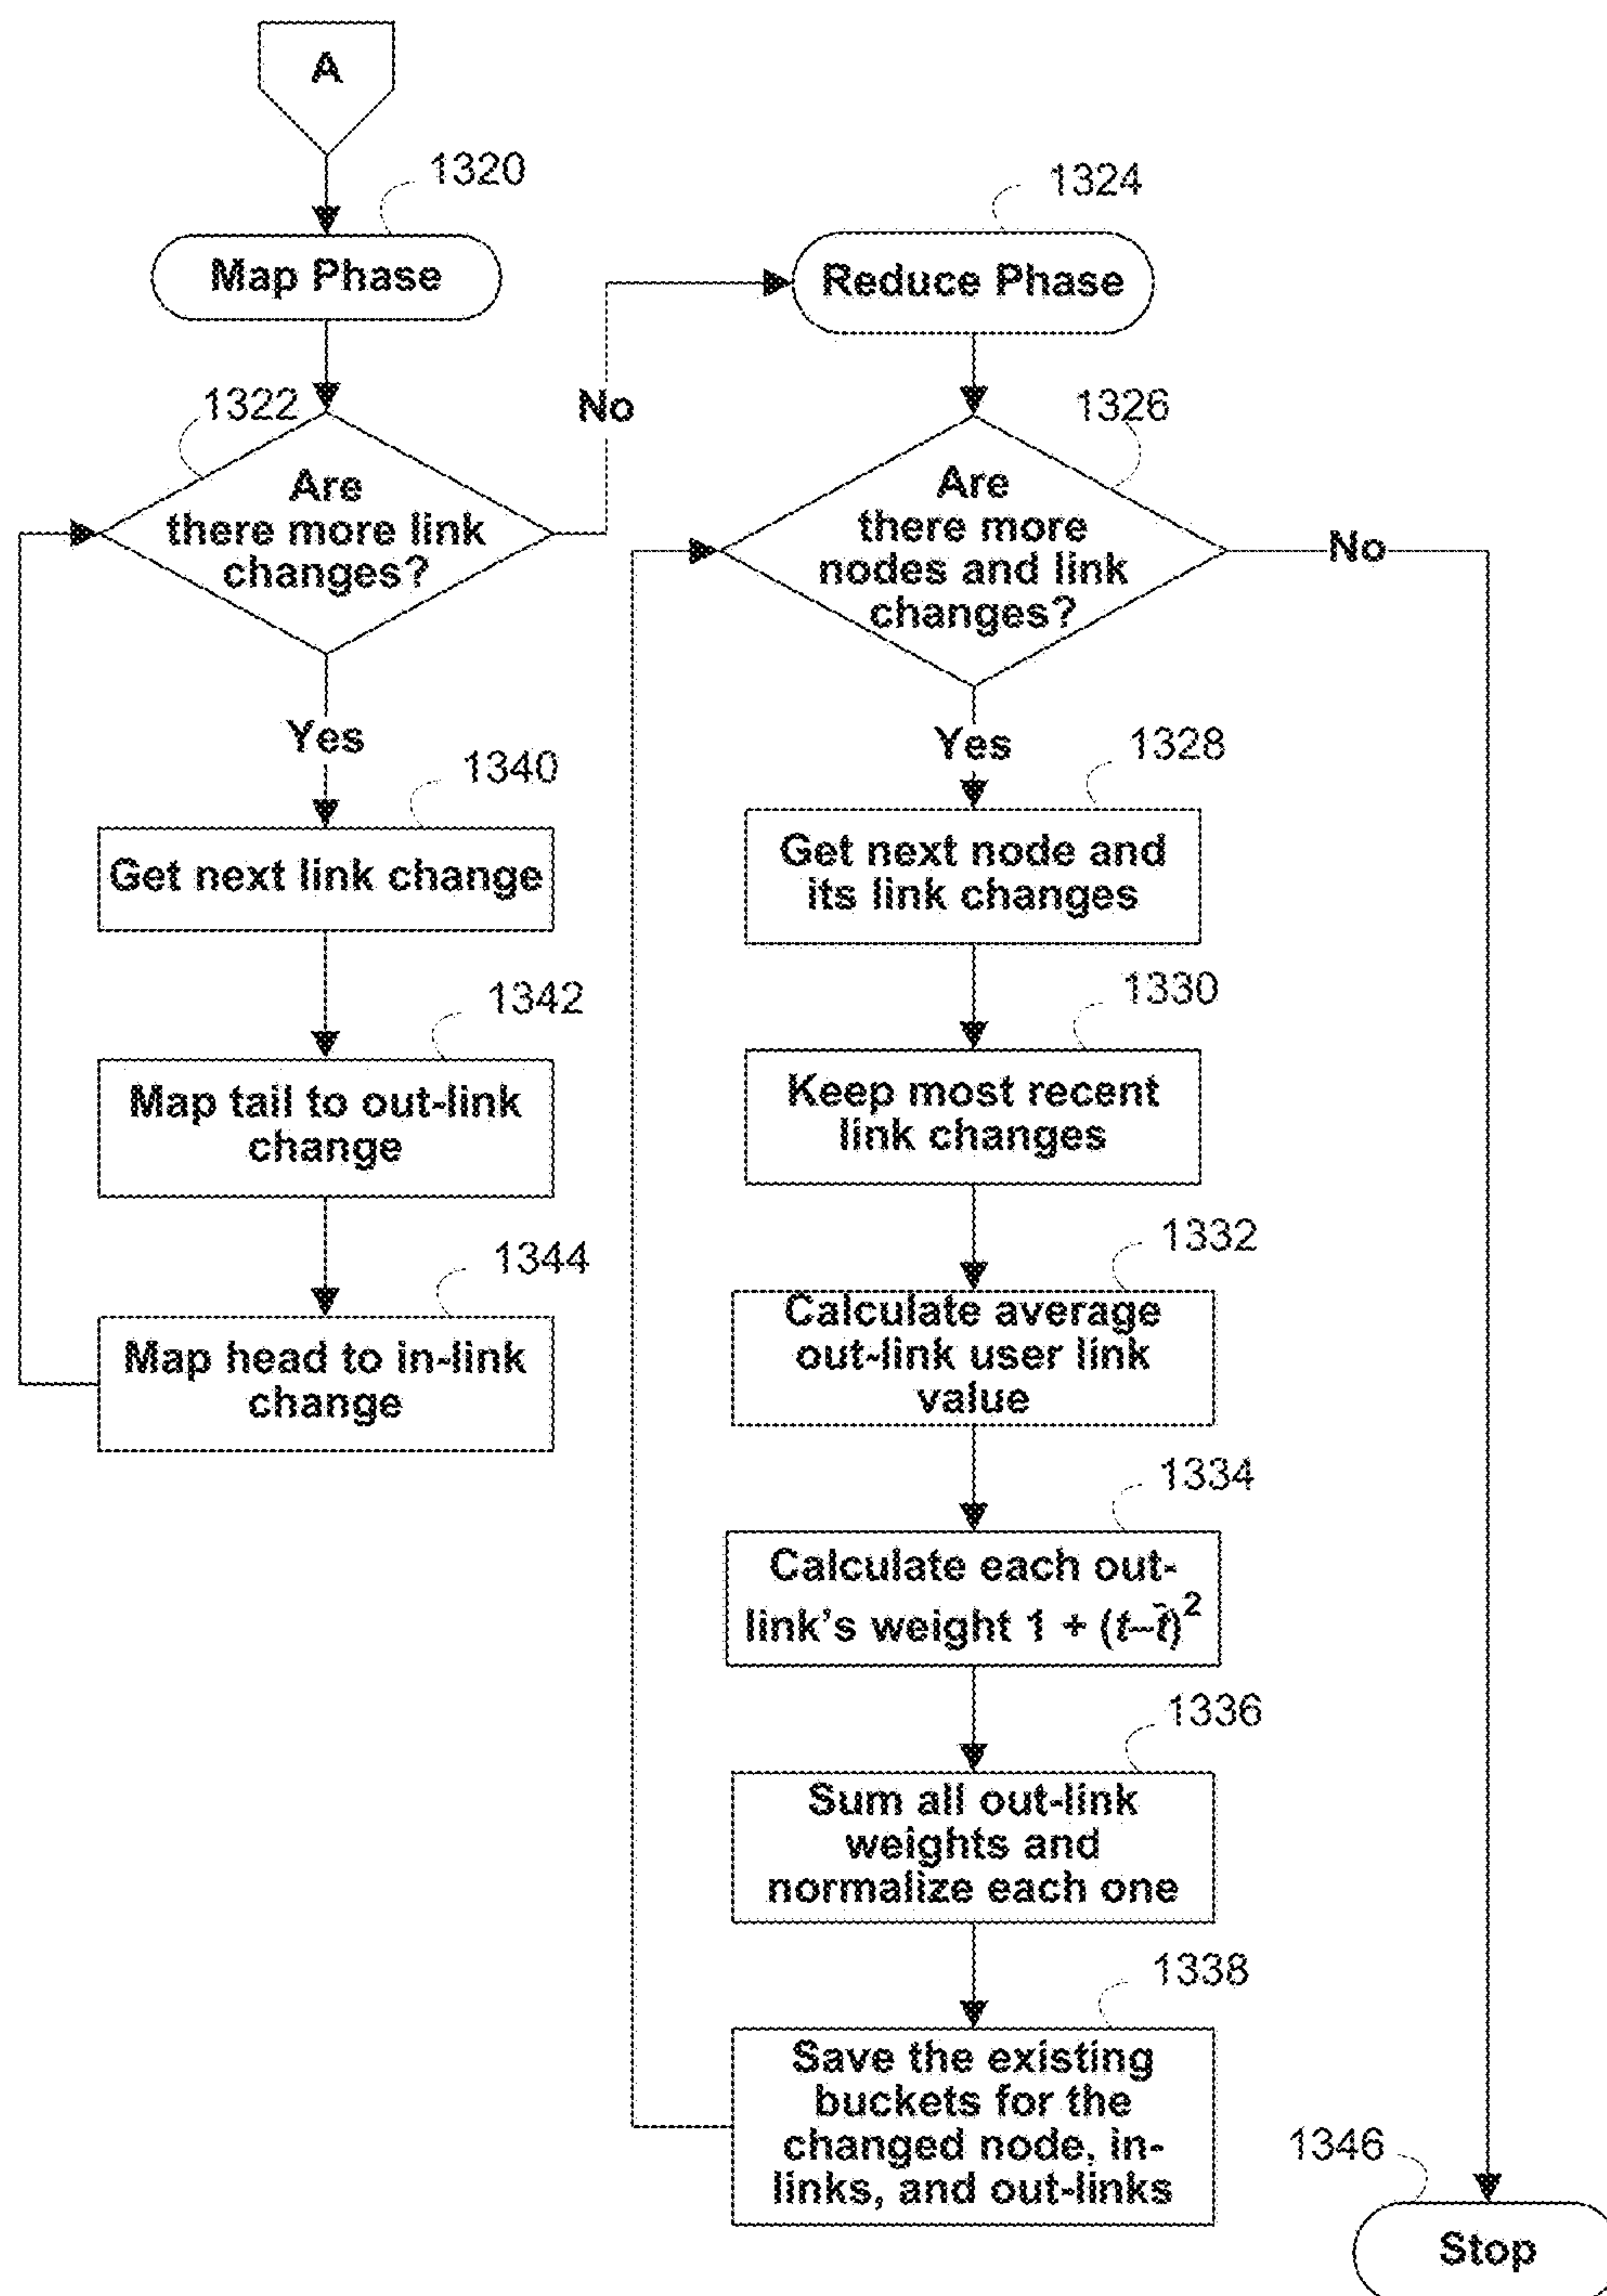 A
1320
Map Phase
1322
Are
there more link
changes?
No
Yes
1340
Get next link change
1342
Map tail to out-link
change
1344
Map head to in-link
change
1324
Reduce Phase
1326
Are
there more
nodes and link
changes?
No
Yes
1328
Get next node and
its link changes
1330
Keep most recent
link changes
1332
Calculate average
out-link user link
value
1334
Calculate each out-
link's weight 1 + (t–t̄)²
1336
Sum all out-link
weights and
normalize each one
1338
Save the existing
buckets for the
changed node, in-
links, and out-links
1346
Stop